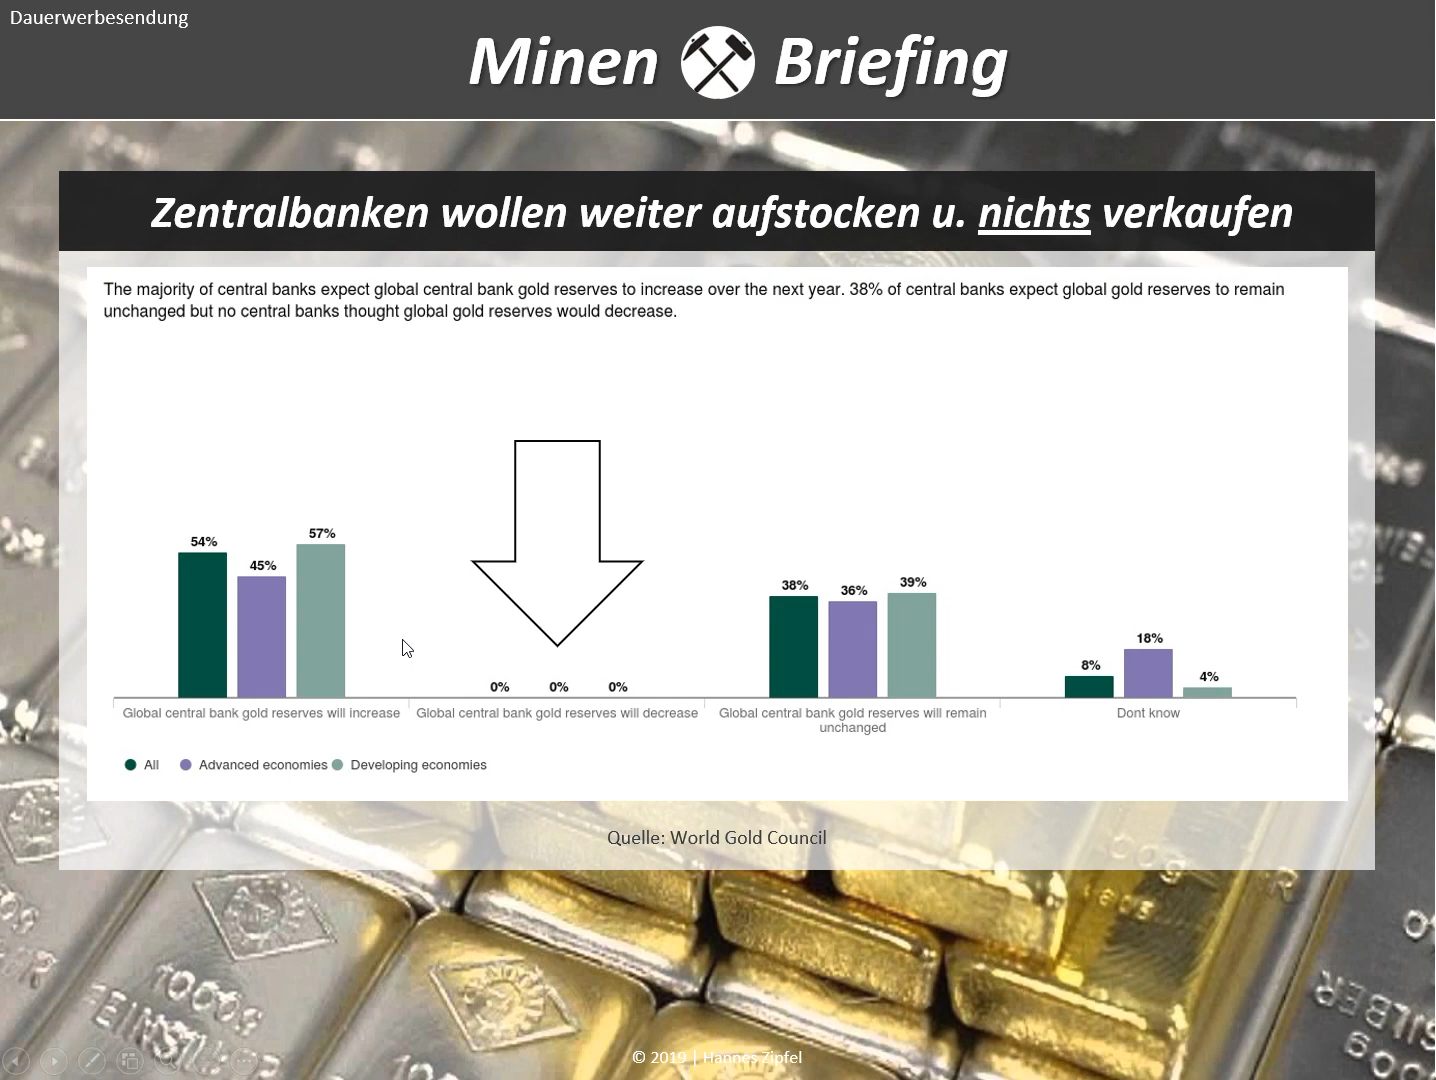 Dauerwerbesendung
Minen Briefing
Zentralbanken wollen weiter aufstocken u. nichts verkaufen
The majority of central banks expect global central bank gold reserves to increase over the next year. 38% of central banks expect global gold reserves to remain
unchanged but no central banks thought global gold reserves would decrease.
54%
45%
57%
0%
0%
0%
38%
36%
39%
8%
18%
4%
Global central bank gold reserves will increase
Global central bank gold reserves will decrease
Global central bank gold reserves will remain
unchanged
Dont know
All
Advanced economies
Developing economies
Quelle: World Gold Council
© 2019 | Hannes Zipfel